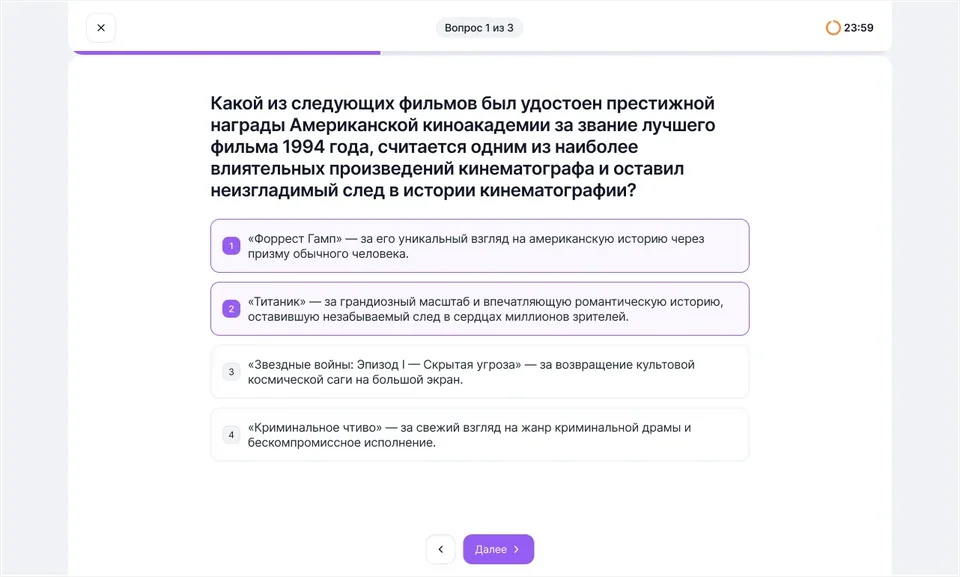 Вопрос 1 из 3
23:59
Какой из следующих фильмов был удостоен престижной
награды Американской киноакадемии за звание лучшего
фильма 1994 года, считается одним из наиболее
влиятельных произведений кинематографа и оставил
неизгладимый след в истории кинематографии?
1
«Форрест Гамп» — за его уникальный взгляд на американскую историю через
призму обычного человека.
2
«Титаник» — за грандиозный масштаб и впечатляющую романтическую историю,
оставившую незабываемый след в сердцах миллионов зрителей.
3
«Звездные войны: Эпизод I — Скрытая угроза» — за возвращение культовой
космической саги на большой экран.
4
«Криминальное чтиво» — за свежий взгляд на жанр криминальной драмы и
бескомпромиссное исполнение.
Далее